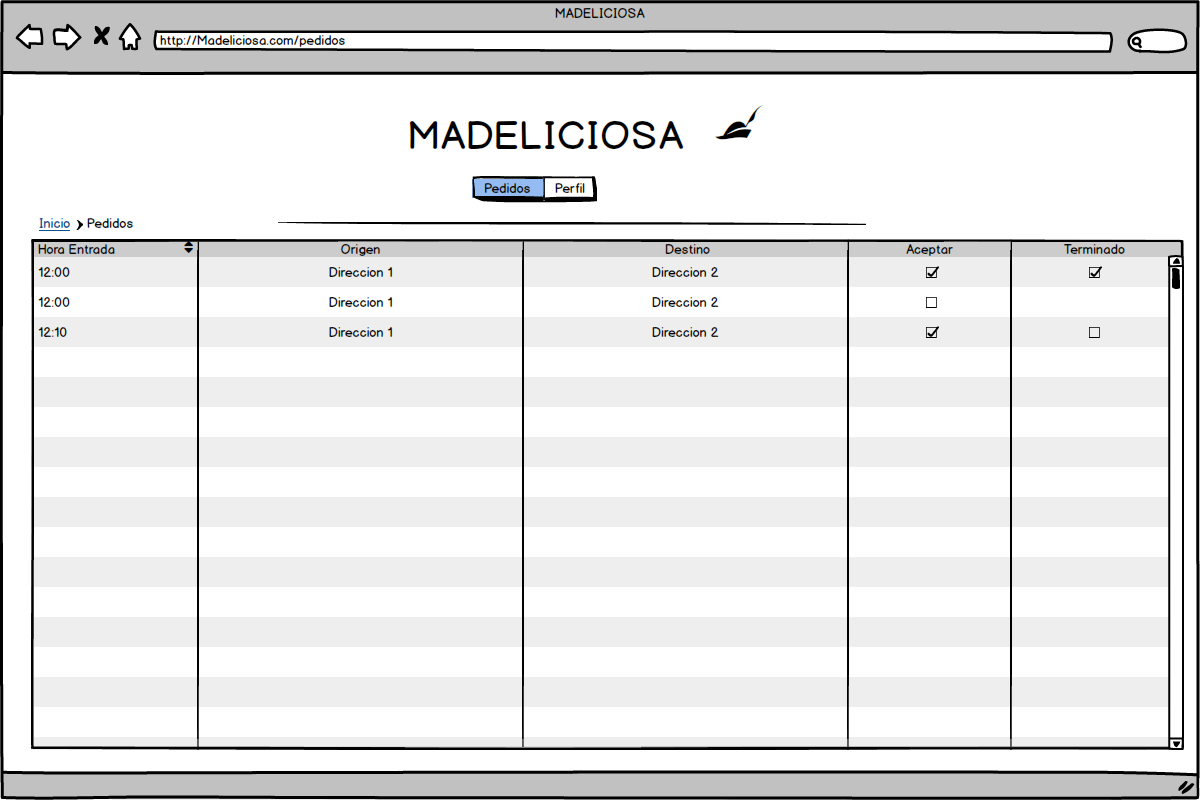 MADELICIOSA
http://Madeliciosa.com/pedidos
MADELICIOSA
Pedidos Perfil
Inicio Pedidos
Hora Entrada Origen Destino Aceptar Terminado
12:00 Direccion 1 Direccion 2
12:00 Direccion 1 Direccion 2
12:10 Direccion 1 Direccion 2